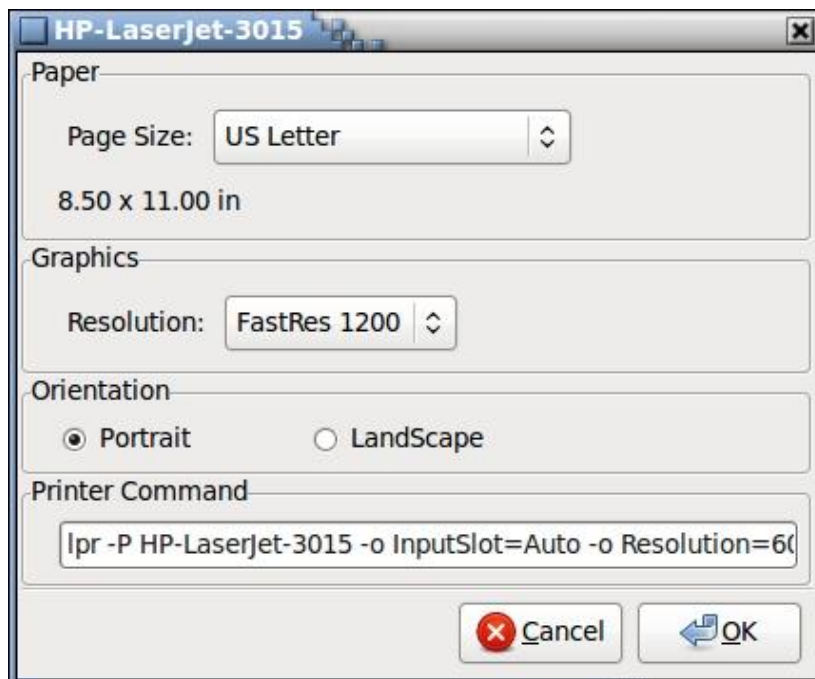 HP-LaserJet-3015
Paper
Page Size: US Letter
8.50 x 11.00 in
Graphics
Resolution: FastRes 1200
Orientation
Portrait LandScape
Printer Command
lpr -P HP-LaserJet-3015 -o InputSlot=Auto -o Resolution=60
Cancel OK